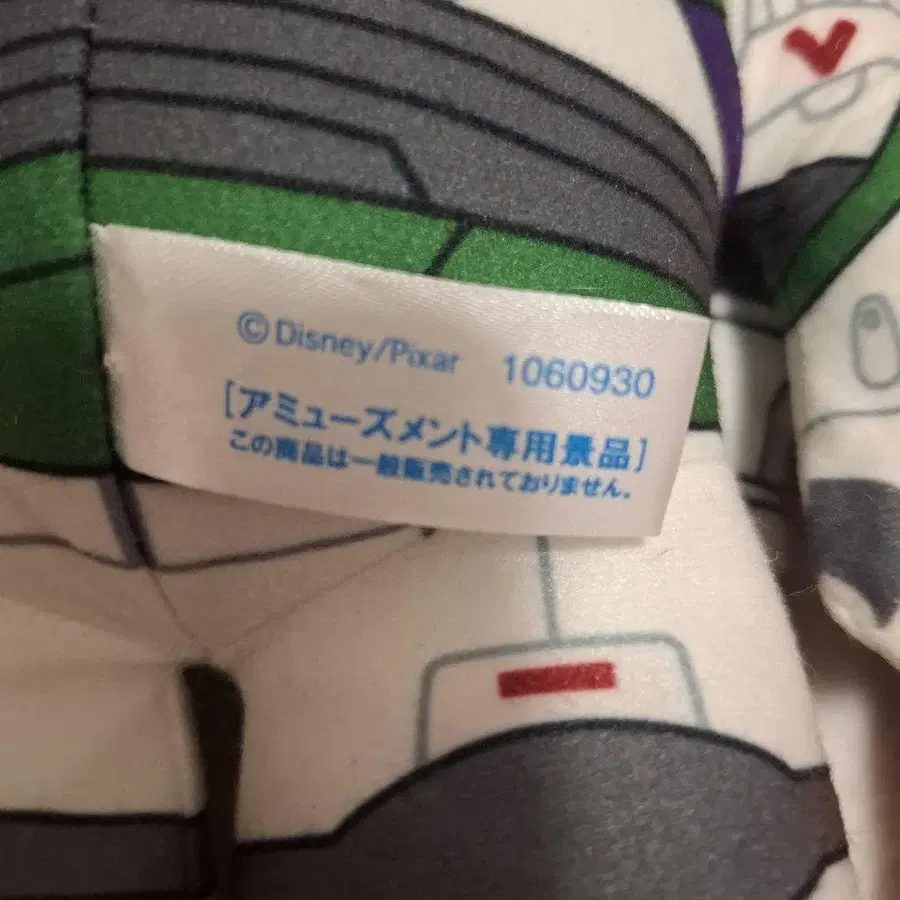 ©Disney/Pixar 1060930
[アミューズメント専用景品]
この商品は一般販売されておりません。